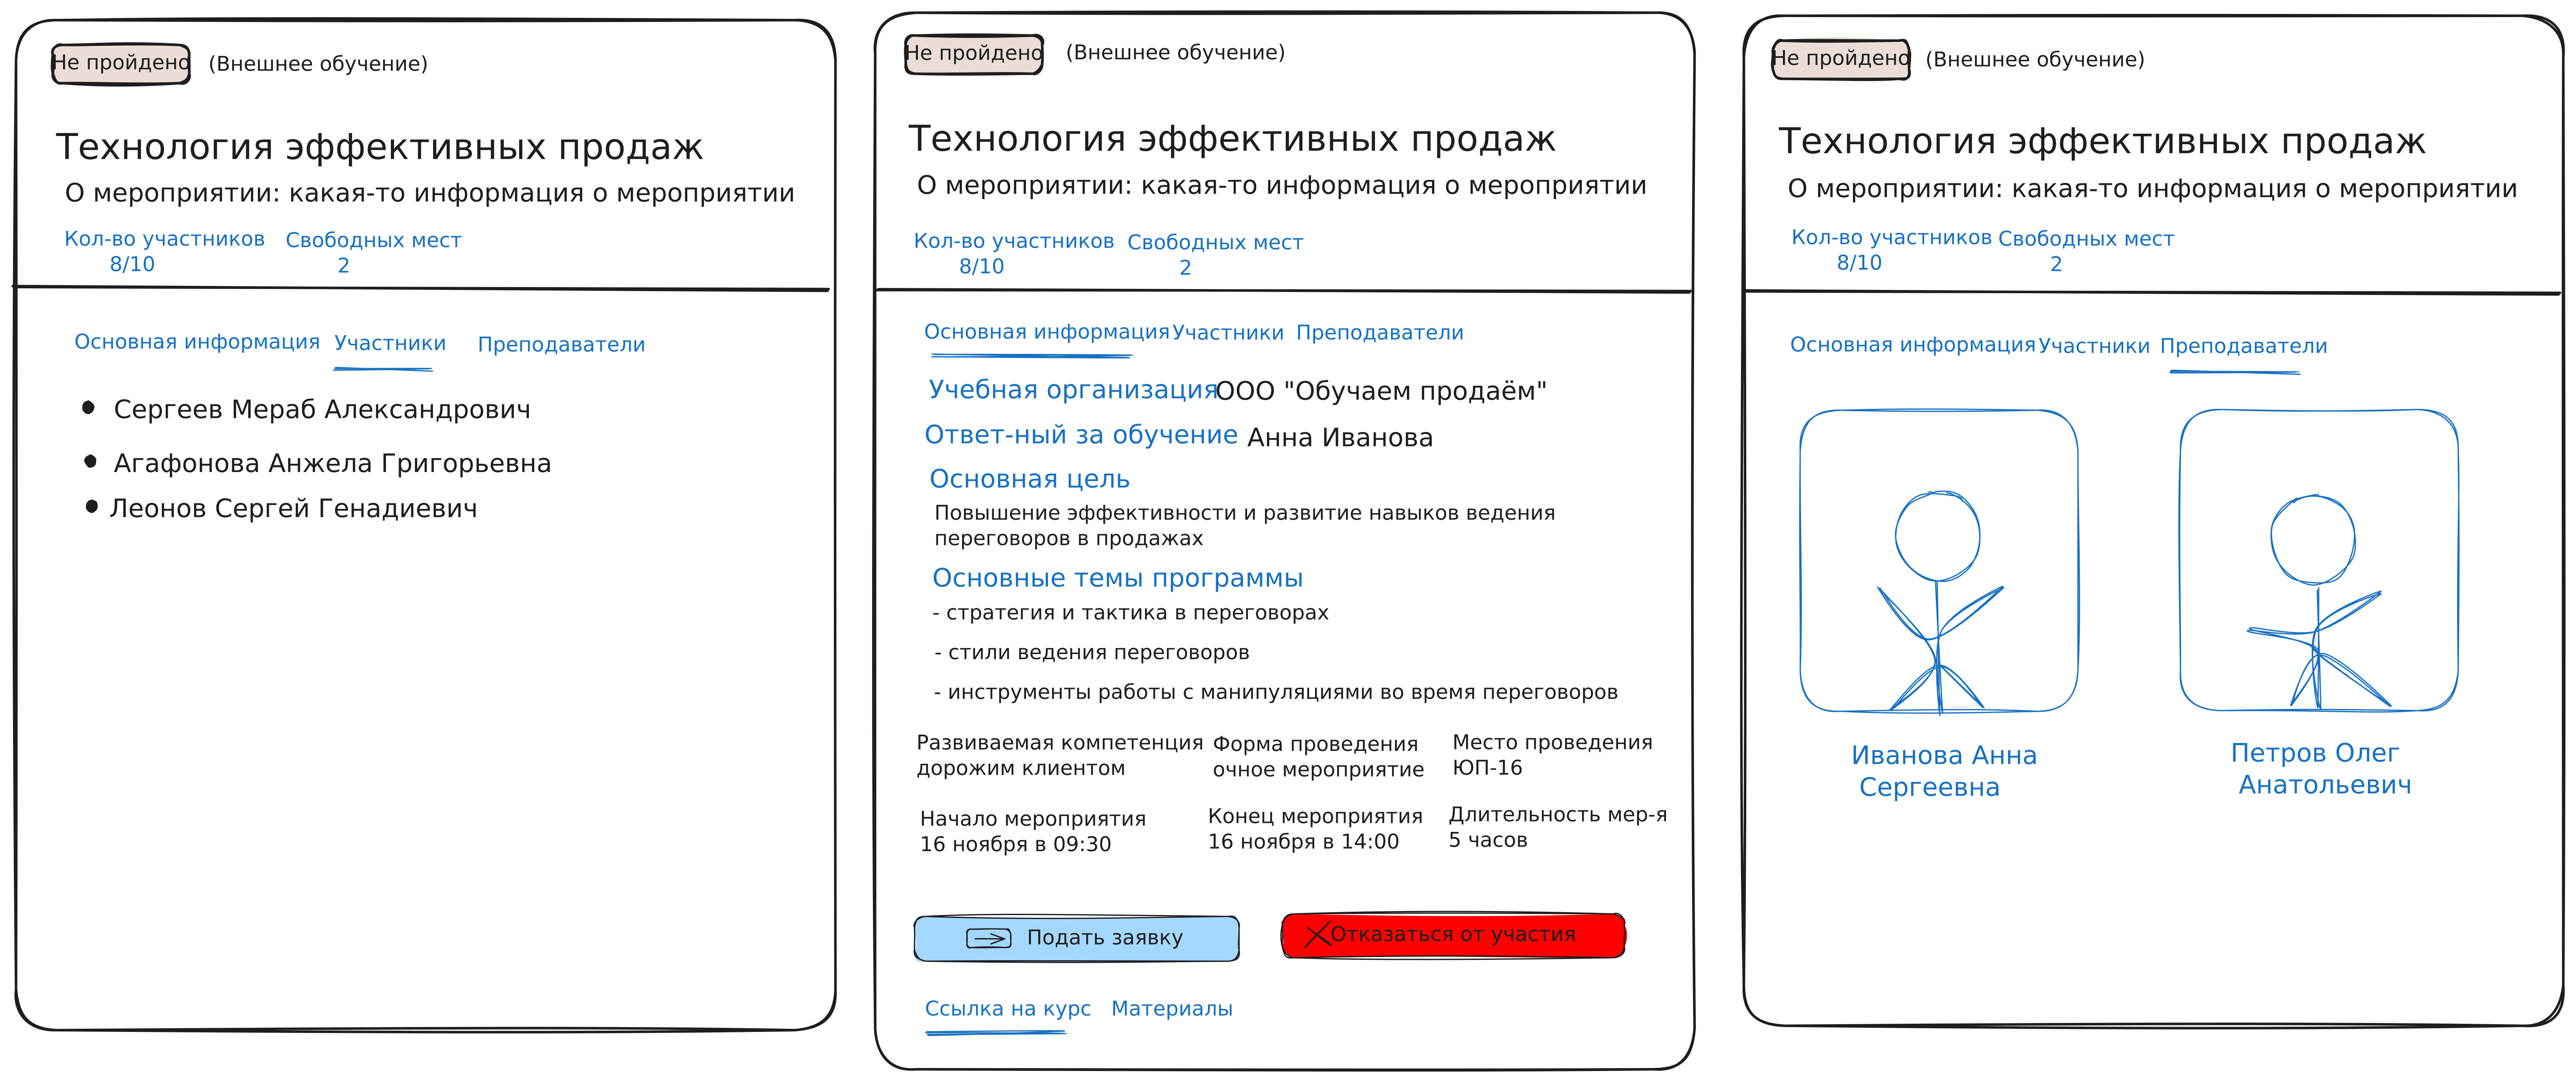 Не пройдено (Внешнее обучение)
Технология эффективных продаж
О мероприятии: какая-то информация о мероприятии
Кол-во участников Свободных мест
8/10 2
Основная информация Участники Преподаватели
Сергеев Мераб Александрович
Агафонова Анжела Григорьевна
Леонов Сергей Генадиевич
Не пройдено (Внешнее обучение)
Технология эффективных продаж
О мероприятии: какая-то информация о мероприятии
Кол-во участников Свободных мест
8/10 2
Основная информация Участники Преподаватели
Учебная организация ООО "Обучаем продаём"
Ответ-ный за обучение Анна Иванова
Основная цель
Повышение эффективности и развитие навыков ведения
переговоров в продажах
Основные темы программы
- стратегия и тактика в переговорах
- стили ведения переговоров
- инструменты работы с манипуляциями во время переговоров
Развиваемая компетенция Форма проведения Место проведения
дорожим клиентом очное мероприятие ЮП-16
Начало мероприятия Конец мероприятия Длительность мер-я
16 ноября в 09:30 16 ноября в 14:00 5 часов
Подать заявку Отказаться от участия
Ссылка на курс Материалы
Не пройдено (Внешнее обучение)
Технология эффективных продаж
О мероприятии: какая-то информация о мероприятии
Кол-во участников Свободных мест
8/10 2
Основная информация Участники Преподаватели
Иванова Анна Петров Олег
Сергеевна Анатольевич